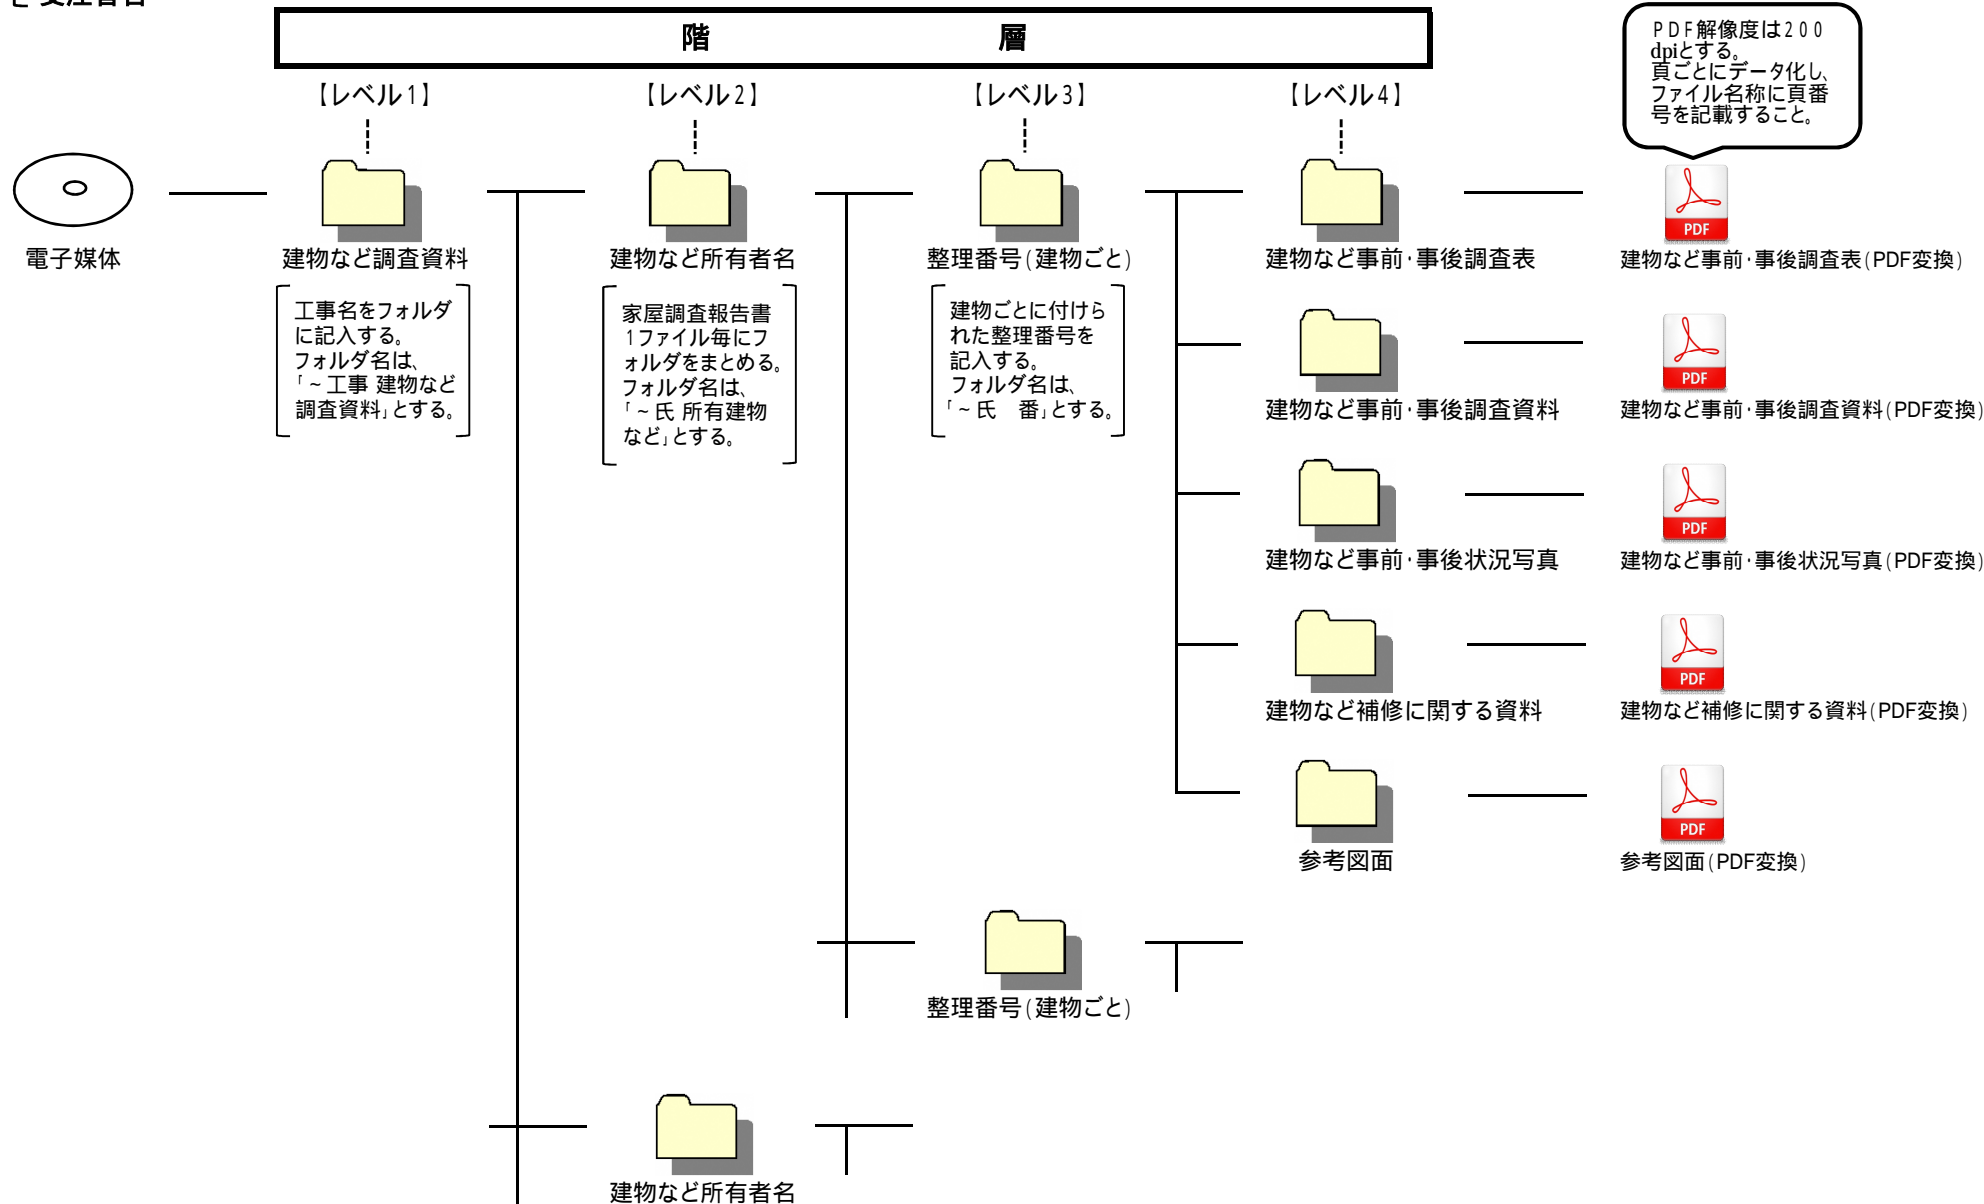 階　層
PDF解像度は200
dpiとする。
頁ごとにデータ化し、
ファイル名称に頁番
号を記載すること。
【レベル1】
【レベル2】
【レベル3】
【レベル4】
電子媒体
建物など調査資料
工事名をフォルダ
に記入する。
フォルダ名は、
「~工事 建物など
調査資料」とする。
建物など所有者名
家屋調査報告書
1ファイル毎にフ
ォルダをまとめる。
フォルダ名は、
「~氏 所有建物
など」とする。
整理番号(建物ごと)
建物ごとに付けら
れた整理番号を
記入する。
フォルダ名は、
「~氏　番」とする。
建物など事前・事後調査表
PDF
建物など事前・事後調査表(PDF変換)
建物など事前・事後調査資料
PDF
建物など事前・事後調査資料(PDF変換)
建物など事前・事後状況写真
PDF
建物など事前・事後状況写真(PDF変換)
建物など補修に関する資料
PDF
建物など補修に関する資料(PDF変換)
参考図面
PDF
参考図面(PDF変換)
整理番号(建物ごと)
建物など所有者名